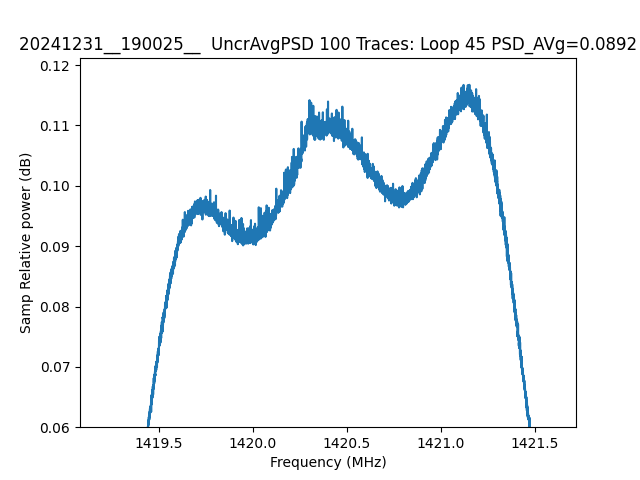 20241231__190025__  UncrAvgPSD 100 Traces: Loop 45 PSD_AVg=0.0892
0.12
0.11
0.10
0.09
0.08
0.07
0.06
Samp Relative power (dB)
1419.5 1420.0 1420.5 1421.0 1421.5
Frequency (MHz)